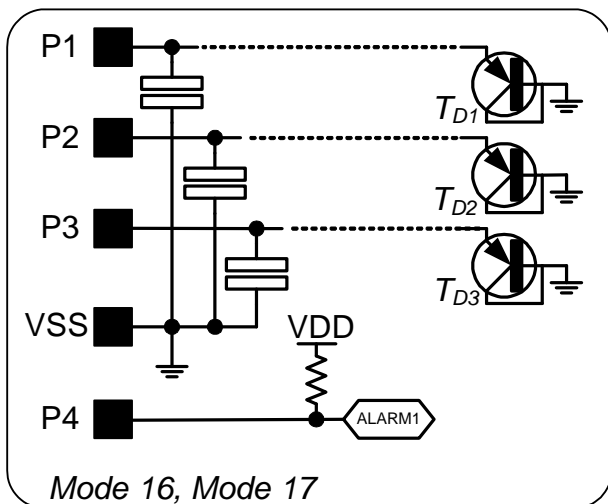 P1
TD1
P2
TD2
P3
TD3
VSS
VDD
P4
ALARM1
Mode 16, Mode 17